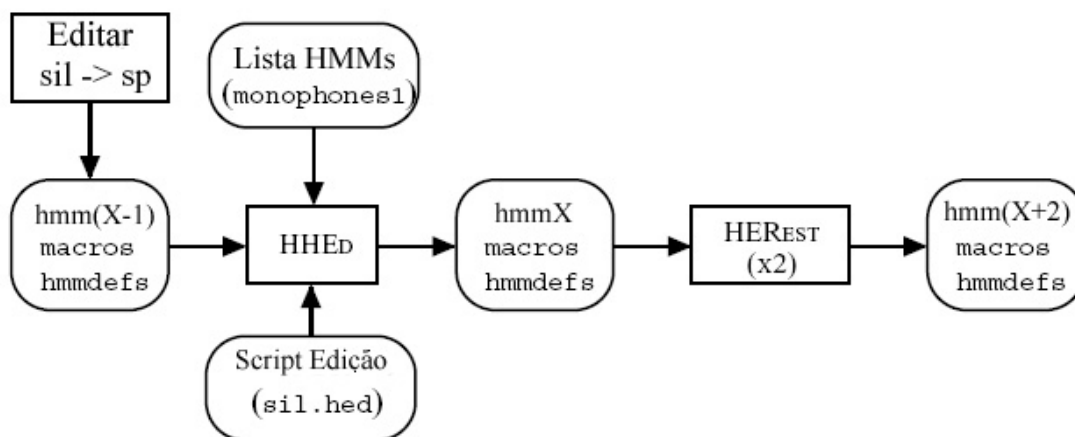 Editar
sil -> sp
Lista HMMs
(monophones1)
hmm(X-1)
macros
hmmdefs
HHED
hmmX
macros
hmmdefs
HEREST
(x2)
hmm(X+2)
macros
hmmdefs
Script Edição
(sil.hed)